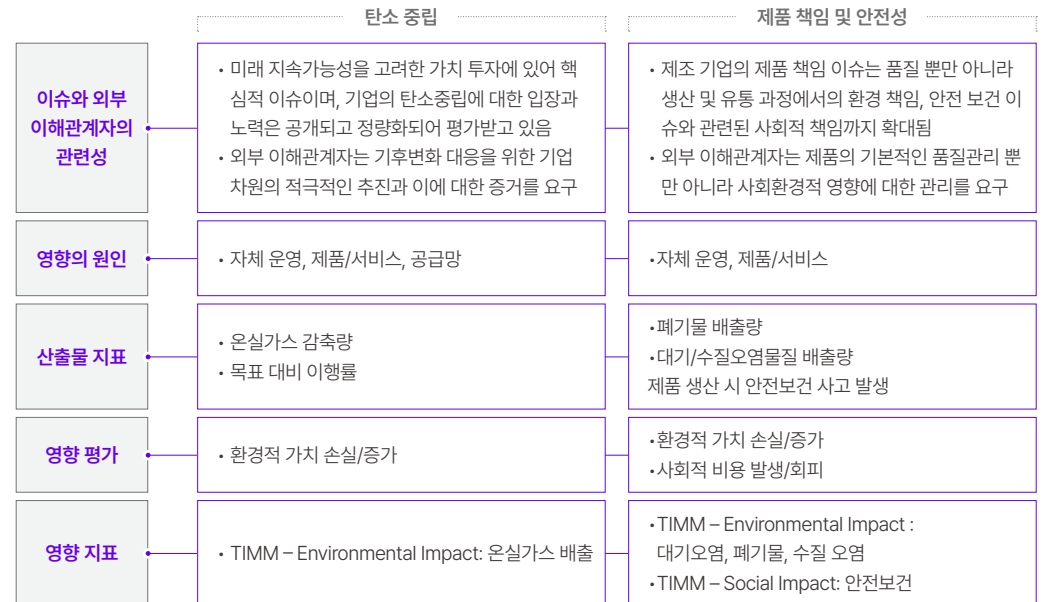 탄소 중립
제품 책임 및 안전성
이슈와 외부
이해관계자의
관련성
• 미래 지속가능성을 고려한 가치 투자에 있어 핵
심적 이슈이며, 기업의 탄소중립에 대한 입장과
노력은 공개되고 정량화되어 평가받고 있음
• 외부 이해관계자는 기후변화 대응을 위한 기업
차원의 적극적인 추진과 이에 대한 증거를 요구
• 제조 기업의 제품 책임 이슈는 품질 뿐만 아니라
생산 및 유통 과정에서의 환경 책임, 안전 보건 이
슈와 관련된 사회적 책임까지 확대됨
• 외부 이해관계자는 제품의 기본적인 품질관리 뿐
만 아니라 사회환경적 영향에 대한 관리를 요구
영향의 원인
• 자체 운영, 제품/서비스, 공급망
•자체 운영, 제품/서비스
산출물 지표
• 온실가스 감축량
• 목표 대비 이행률
•폐기물 배출량
•대기/수질오염물질 배출량
제품 생산 시 안전보건 사고 발생
영향 평가
• 환경적 가치 손실/증가
•환경적 가치 손실/증가
•사회적 비용 발생/회피
영향 지표
• TIMM – Environmental Impact: 온실가스 배출
•TIMM – Environmental Impact :
대기오염, 폐기물, 수질 오염
•TIMM – Social Impact: 안전보건